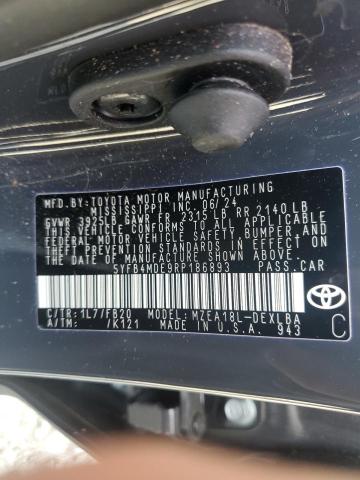 MFD.BY:TOYOTA MOTOR MANUFACTURING
MISSISSIPPI, INC. 06/24
GVWR 3925LB GAWR FR 2315LB RR 2140LB
THIS VEHICLE CONFORMS TO ALL APPLICABLE
FEDERAL MOTOR VEHICLE SAFETY, BUMPER, AND
THEFT PREVENTION STANDARDS IN EFFECT ON
THE DATE OF MANUFACTURE SHOWN ABOVE.
5YFB4MDE9RP186893 PASS.CAR
C/TR:1L7/FB20 MODEL:MZEA18L-DEXLBA
A/TM: /K121 MADE IN U.S.A. 943
TOYOTA
C